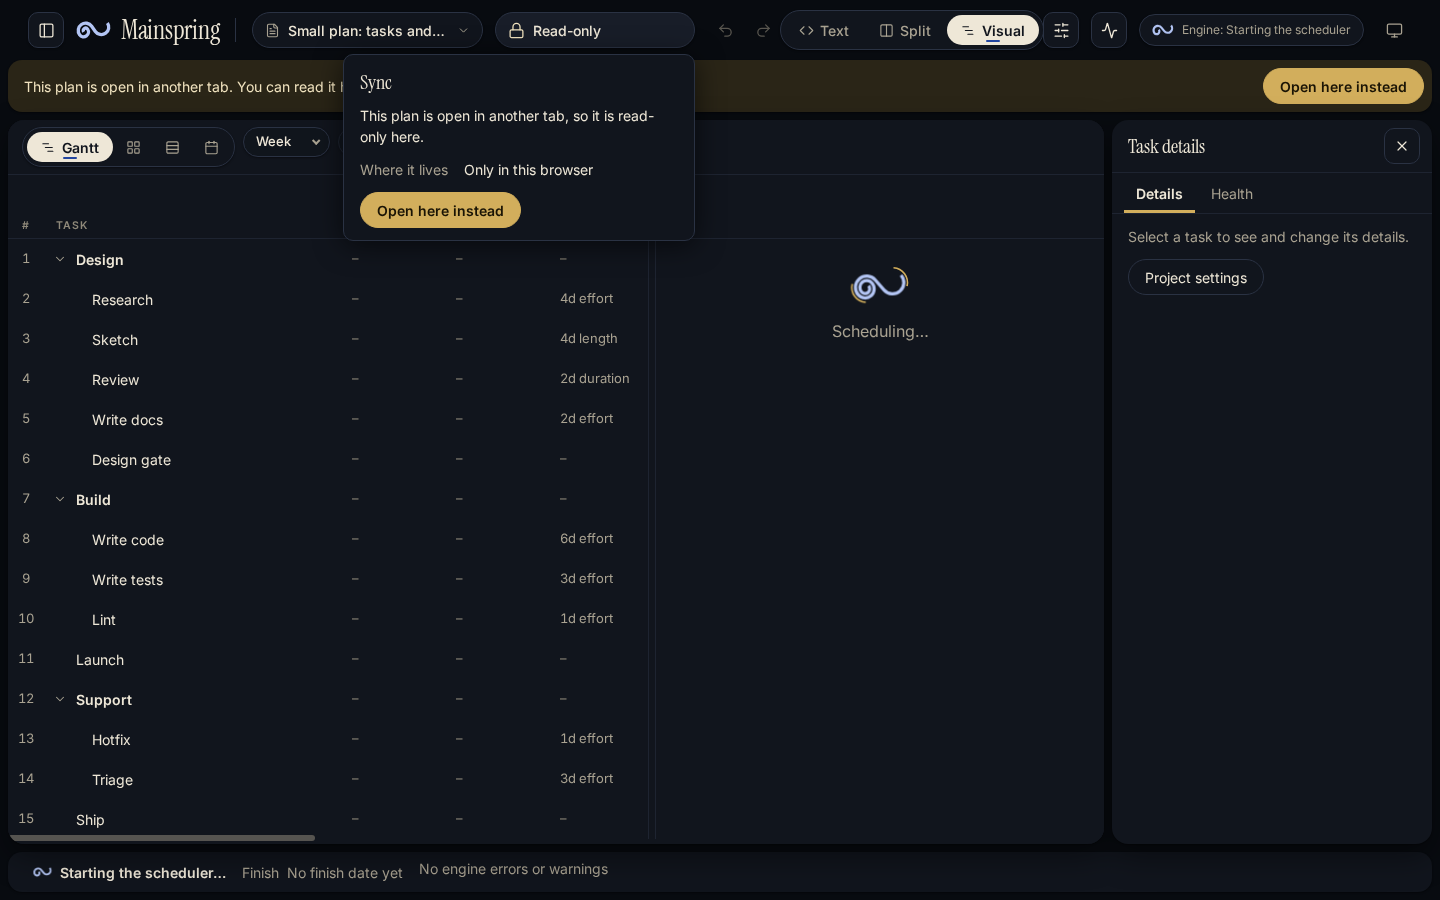 Mainspring
Small plan: tasks and...
Read-only
Text
Split
Visual
Engine: Starting the scheduler
This plan is open in another tab. You can read it
Open here instead
Sync
This plan is open in another tab, so it is read-
only here.
Where it lives Only in this browser
Open here instead
Gantt
Week
Task details
Details Health
Select a task to see and change its details.
Project settings
# TASK
1 Design – – –
2 Research – – 4d effort
3 Sketch – – 4d length
4 Review – – 2d duration
5 Write docs – – 2d effort
6 Design gate – – –
7 Build – – –
8 Write code – – 6d effort
9 Write tests – – 3d effort
10 Lint – – 1d effort
11 Launch – – –
12 Support – – –
13 Hotfix – – 1d effort
14 Triage – – 3d effort
15 Ship – – –
Scheduling...
Starting the scheduler... Finish No finish date yet No engine errors or warnings